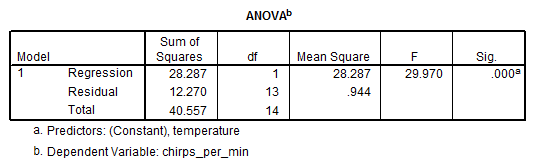 ANOVAb
Model Sum of Squares df Mean Square F Sig.
1 Regression 28.287 1 28.287 29.970 .000a
Residual 12.270 13 .944
Total 40.557 14
a. Predictors: (Constant), temperature
b. Dependent Variable: chirps_per_min